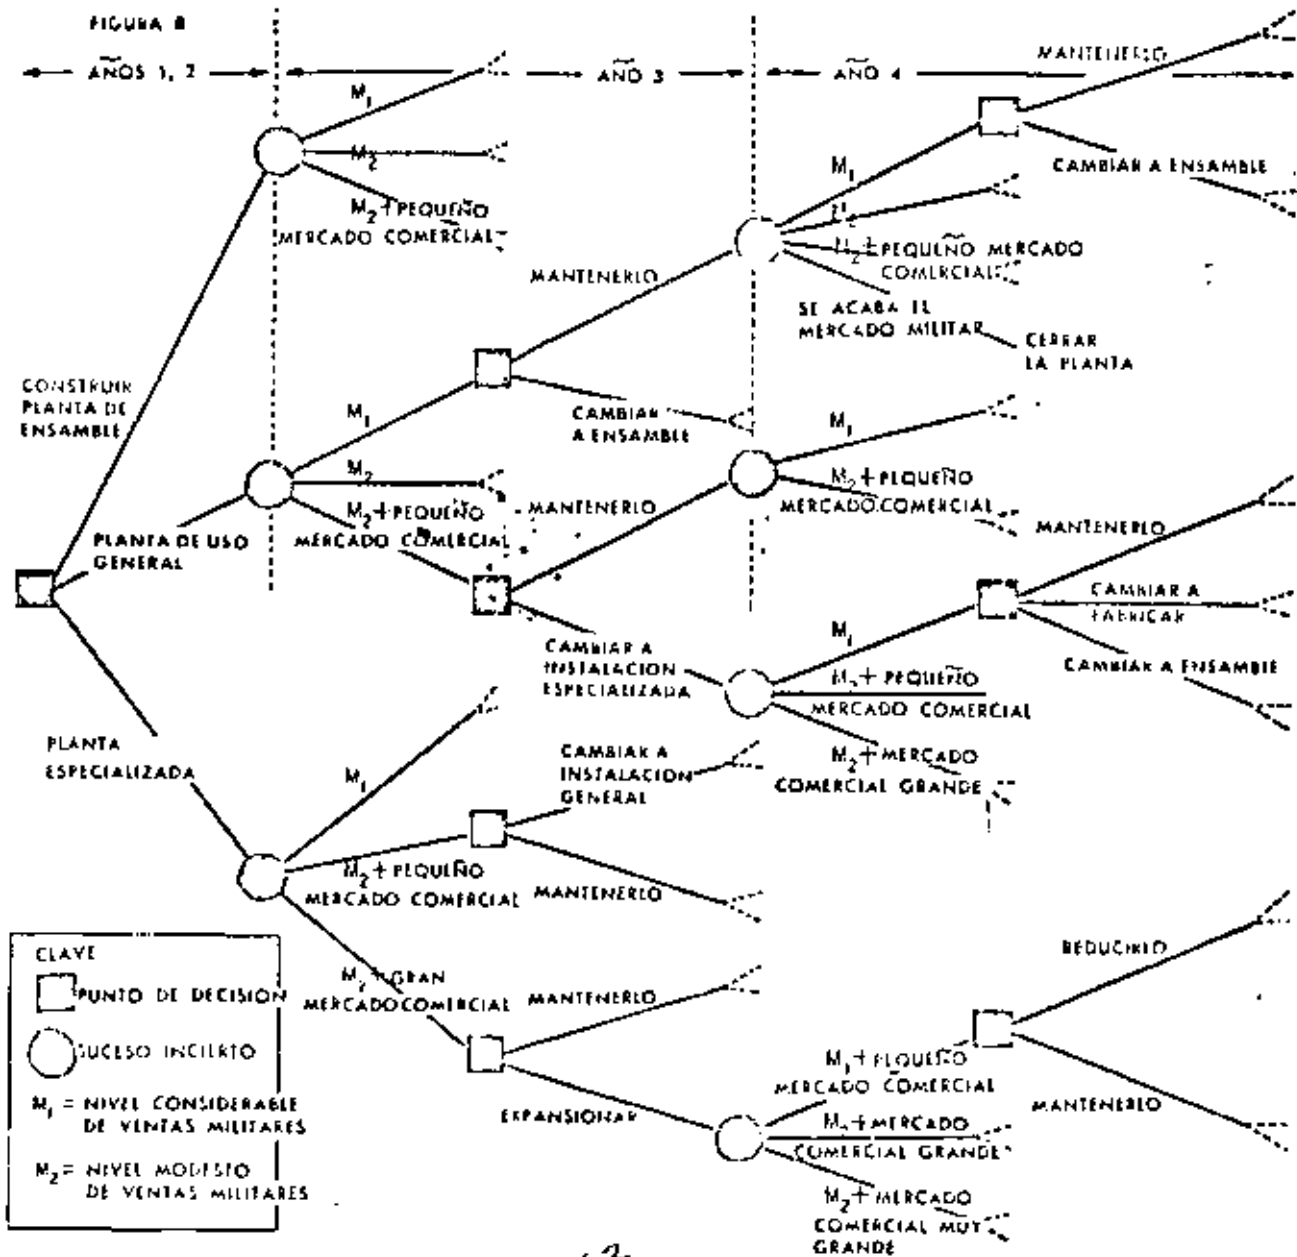 FIGURA 8
AÑOS 1, 2
AÑO 3
AÑO 4
M1
M2
M2 + PEQUEÑO
MERCADO COMERCIAL
CONSTRUIR
PLANTA DE
ENSAMBLE
PLANTA DE USO
GENERAL
PLANTA
ESPECIALIZADA
M1
M2
M2 + PEQUEÑO
MERCADO COMERCIAL
M1
M2 + PEQUEÑO
MERCADO COMERCIAL
M2 + GRAN
MERCADO COMERCIAL
MANTENERLO
CAMBIAR
A ENSAMBLE
MANTENERLO
CAMBIAR A
INSTALACION
ESPECIALIZADA
CAMBIAR A
INSTALACION
GENERAL
MANTENERLO
MANTENERLO
EXPANSIONAR
M1
M2 + PEQUEÑO MERCADO
COMERCIAL
SE ACABA EL
MERCADO MILITAR
CERRAR
LA PLANTA
M1
M2 + PEQUEÑO
MERCADO COMERCIAL
M1
M2 + PEQUEÑO
MERCADO COMERCIAL
M2 + MERCADO
COMERCIAL GRANDE
M1 + PEQUEÑO
MERCADO COMERCIAL
M2 + MERCADO
COMERCIAL GRANDE
M2 + MERCADO
COMERCIAL MUY
GRANDE
MANTENERLO
CAMBIAR A ENSAMBLE
MANTENERLO
CAMBIAR A
FABRICAR
CAMBIAR A ENSAMBLE
REDUCIRLO
MANTENERLO
CLAVE
PUNTO DE DECISION
SUCESO INCIERTO
M1 = NIVEL CONSIDERABLE
DE VENTAS MILITARES
M2 = NIVEL MODESTO
DE VENTAS MILITARES